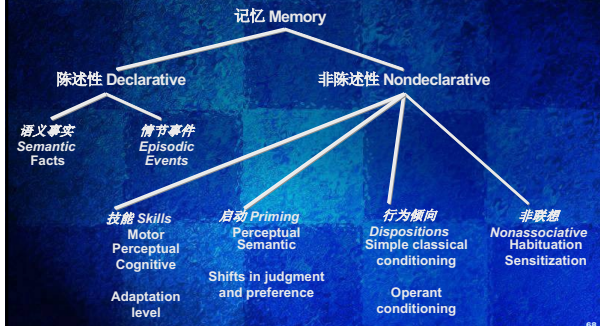 记忆 Memory
陈述性 Declarative
非陈述性 Nondeclarative
语义事实
Semantic
Facts
情节事件
Episodic
Events
技能 Skills
Motor
Perceptual
Cognitive
Adaptation
level
启动 Priming
Perceptual
Semantic
Shifts in judgment
and preference
行为倾向
Dispositions
Simple classical
conditioning
Operant
conditioning
非联想
Nonassociative
Habituation
Sensitization
68